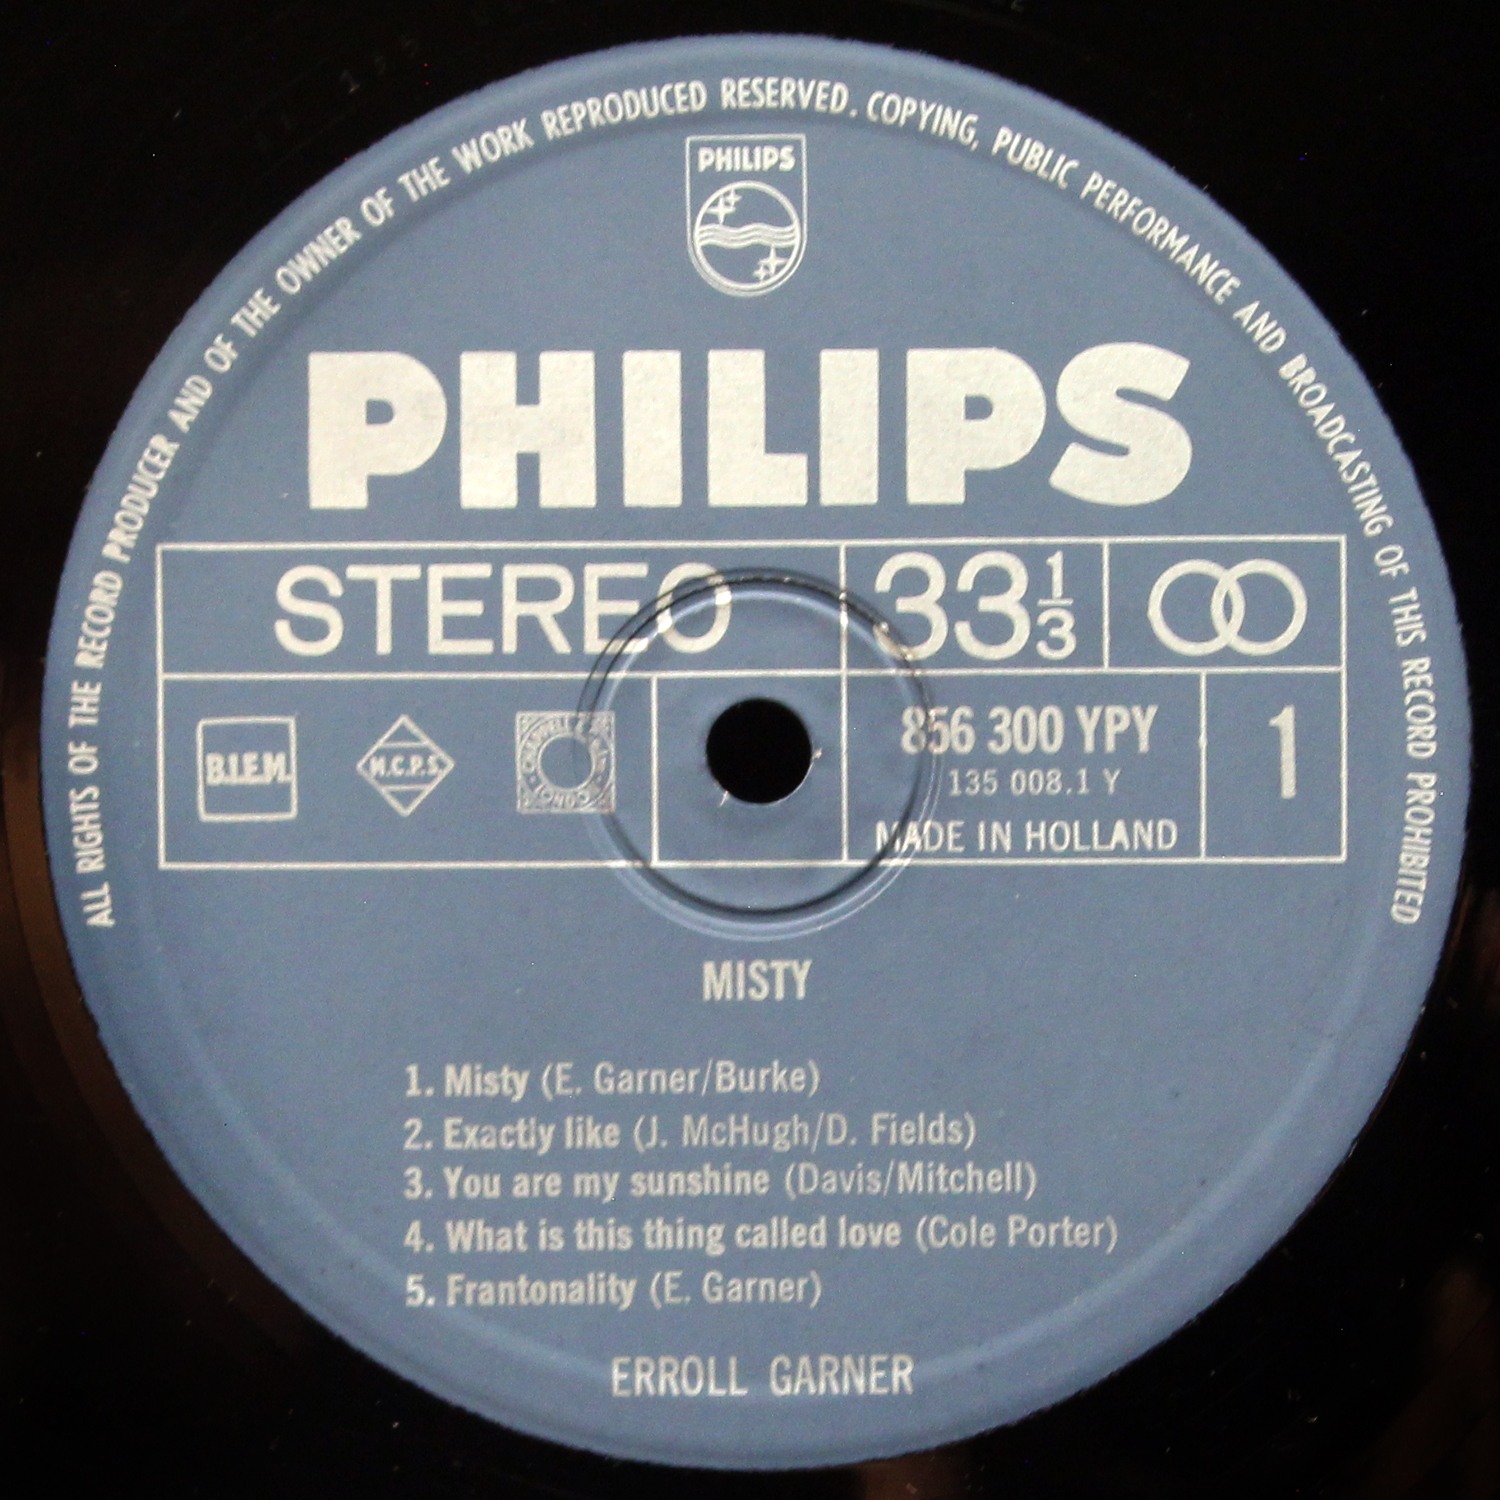 ALL RIGHTS OF THE RECORD PRODUCER AND OF THE OWNER OF THE WORK REPRODUCED RESERVED. COPYING, PUBLIC PERFORMANCE AND BROADCASTING OF THIS RECORD PROHIBITED
PHILIPS
PHILIPS
STEREO 33 1/3
B.I.E.M. M.C.P.S. CHAPPELL
856 300 YPY 1
135 008.1 Y
MADE IN HOLLAND
MISTY
1. Misty (E. Garner/Burke)
2. Exactly like (J. McHugh/D. Fields)
3. You are my sunshine (Davis/Mitchell)
4. What is this thing called love (Cole Porter)
5. Frantonality (E. Garner)
ERROLL GARNER